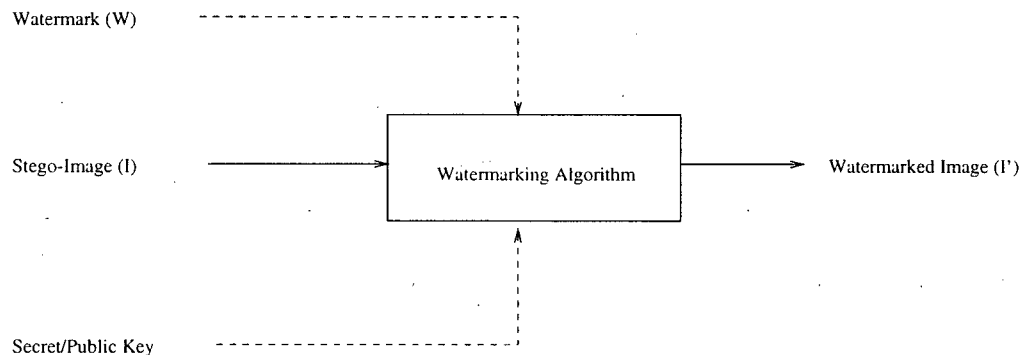 Watermark (W)
Stego-Image (I)
Watermarking Algorithm
Watermarked Image (I')
Secret/Public Key